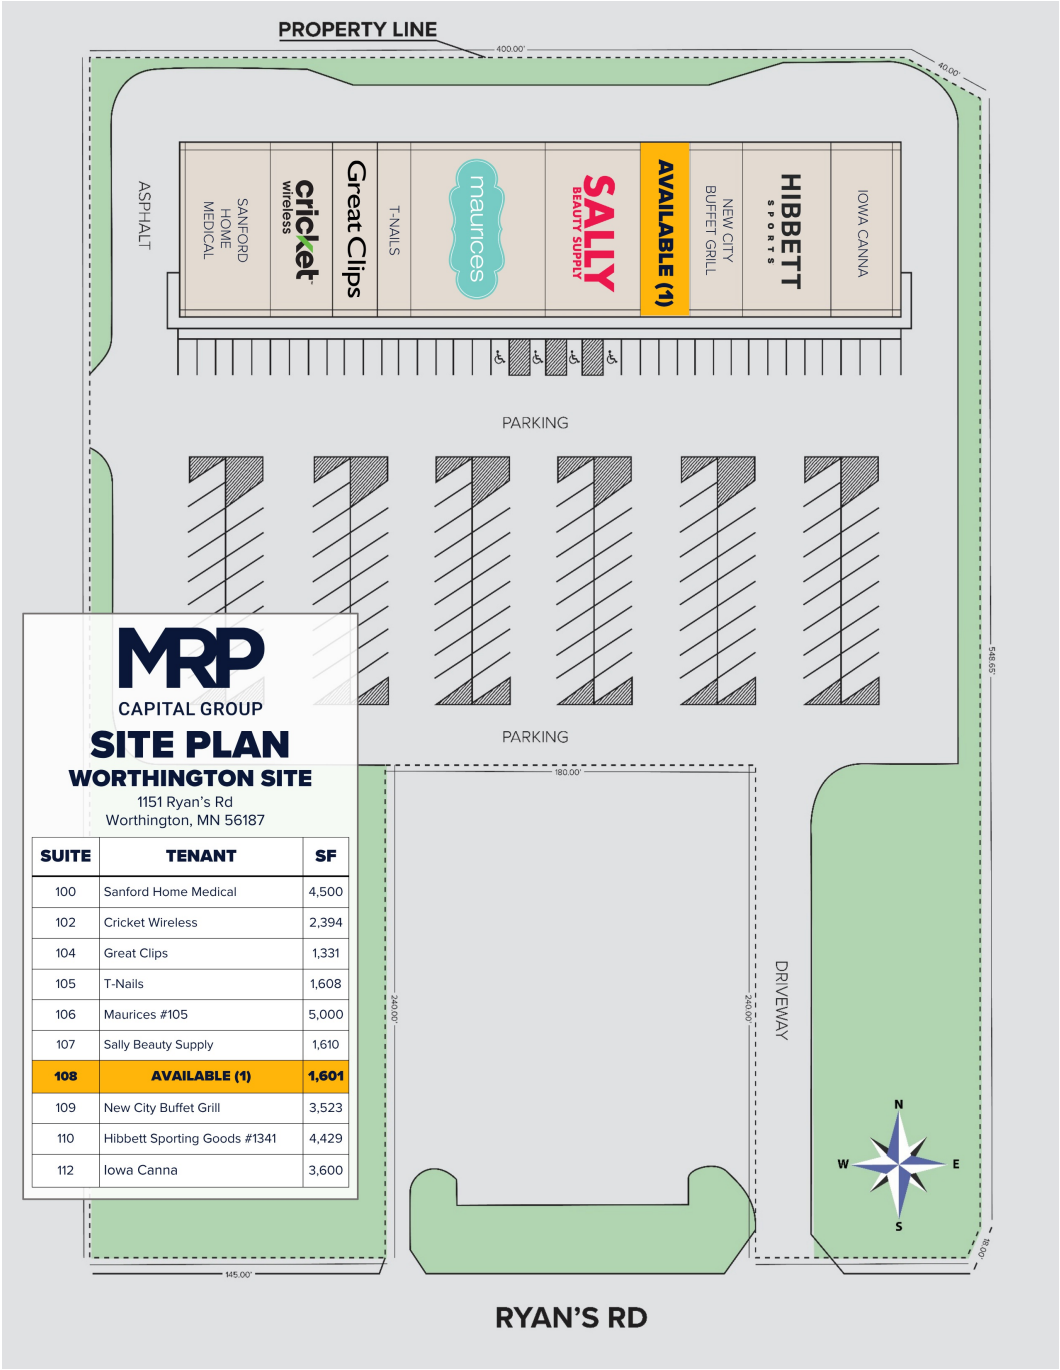 PROPERTY LINE
400.00'
40.00'
ASPHALT
SANFORD
HOME
MEDICAL
cricket
wireless
Great Clips
T-NAILS
maurices
SALLY
BEAUTY SUPPLY
AVAILABLE (1)
NEW CITY
BUFFET GRILL
HIBBETT
SPORTS
IOWA CANNA
PARKING
548.65'
PARKING
180.00'
MRP
CAPITAL GROUP
SITE PLAN
WORTHINGTON SITE
1151 Ryan's Rd
Worthington, MN 56187
SUITE TENANT SF
100 Sanford Home Medical 4,500
102 Cricket Wireless 2,394
104 Great Clips 1,331
105 T-Nails 1,608
106 Maurices #105 5,000
107 Sally Beauty Supply 1,610
108 AVAILABLE (1) 1,601
109 New City Buffet Grill 3,523
110 Hibbett Sporting Goods #1341 4,429
112 Iowa Canna 3,600
240.00'
240.00'
DRIVEWAY
N
W E
S
18.00'
145.00'
RYAN'S RD